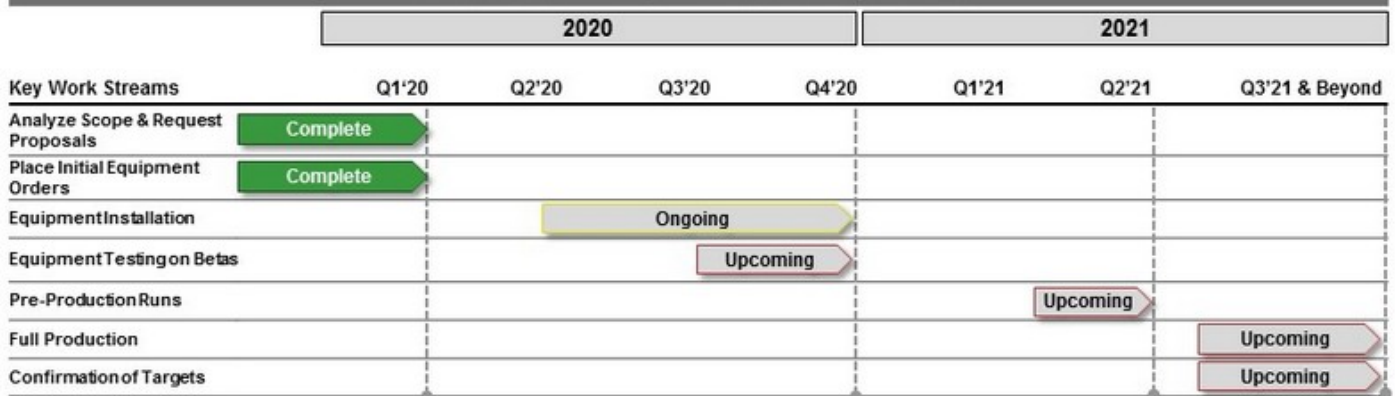 2020 2021
Key Work Streams Q1'20 Q2'20 Q3'20 Q4'20 Q1'21 Q2'21 Q3'21 & Beyond
Analyze Scope & Request
Proposals
Complete
Place Initial Equipment
Orders
Complete
Equipment Installation Ongoing
Equipment Testing on Betas Upcoming
Pre-Production Runs Upcoming
Full Production Upcoming
Confirmation of Targets Upcoming